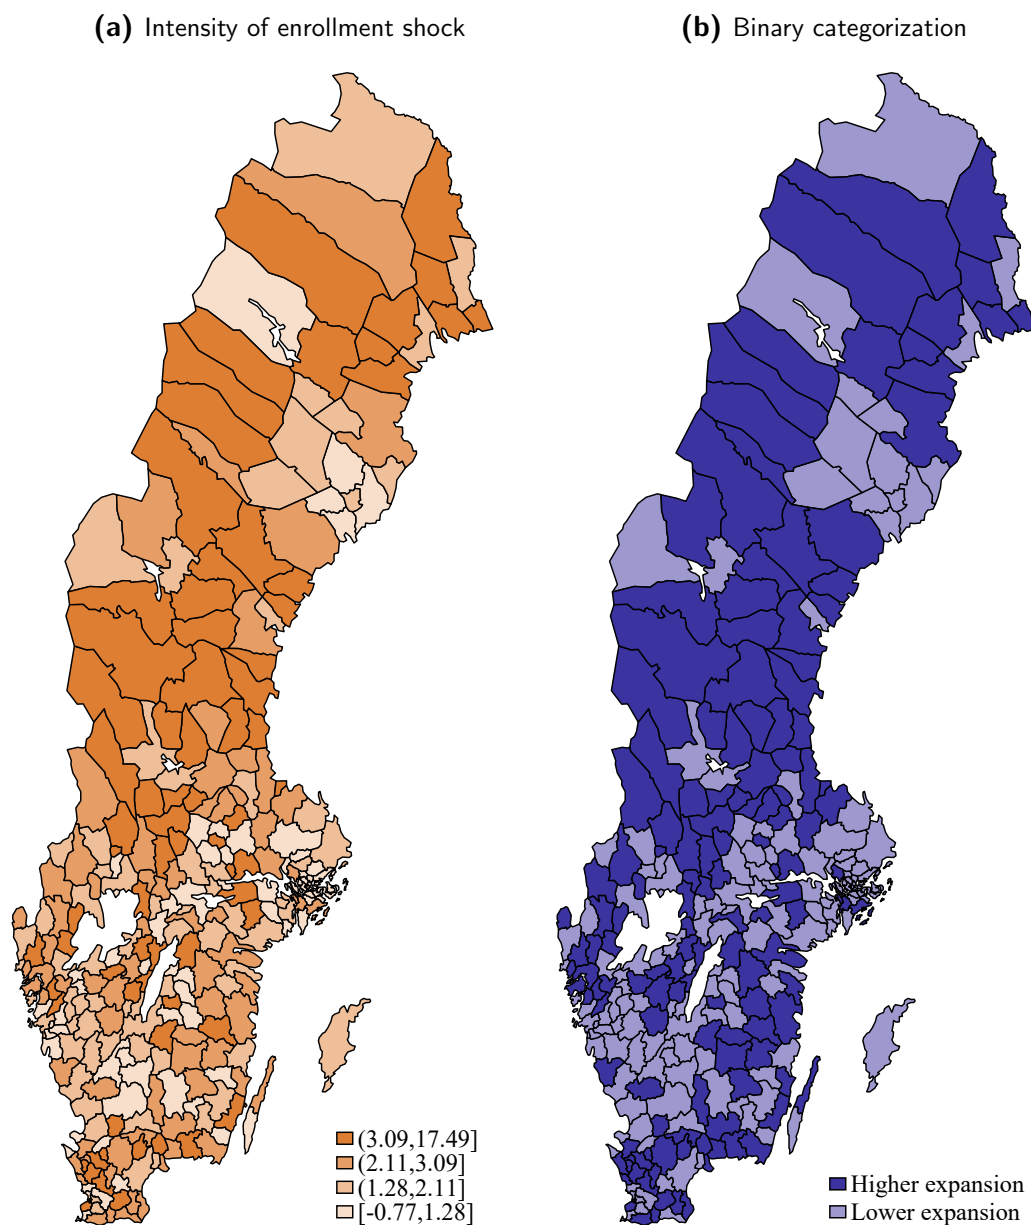 (a) Intensity of enrollment shock
(b) Binary categorization
(3.09,17.49]
(2.11,3.09]
(1.28,2.11]
[-0.77,1.28]
Higher expansion
Lower expansion